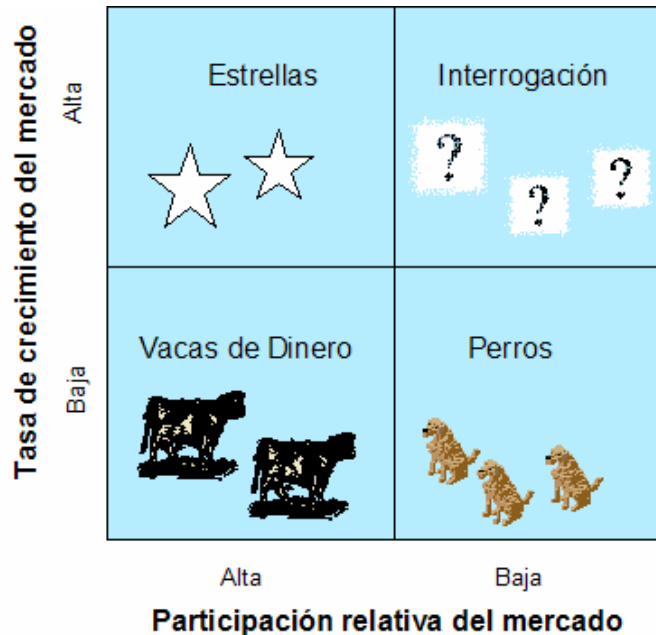 Tasa de crecimiento del mercado
Alta
Estrellas
Interrogación
?
?
?
Baja
Vacas de Dinero
Perros
Alta
Baja
Participación relativa del mercado